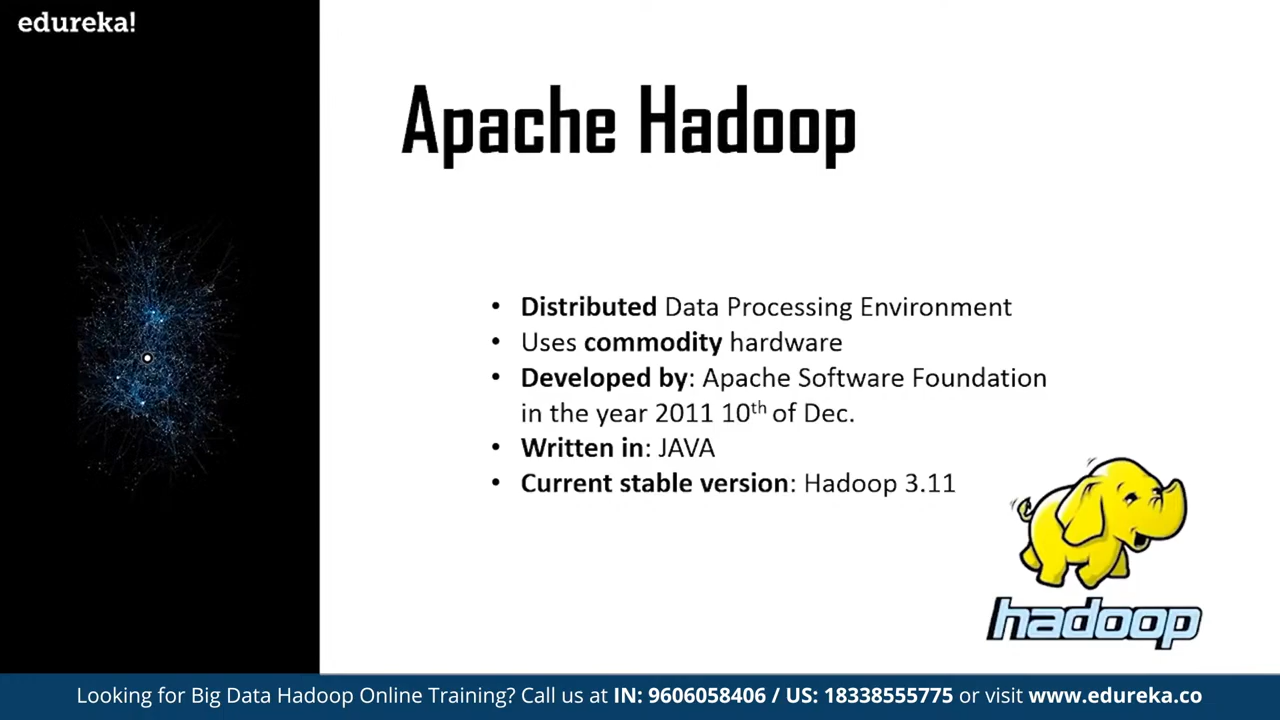 edureka!
Apache Hadoop
• Distributed Data Processing Environment
• Uses commodity hardware
• Developed by: Apache Software Foundation
in the year 2011 10th of Dec.
• Written in: JAVA
• Current stable version: Hadoop 3.11
hadoop
Looking for Big Data Hadoop Online Training? Call us at IN: 9606058406 / US: 18338555775 or visit www.edureka.co